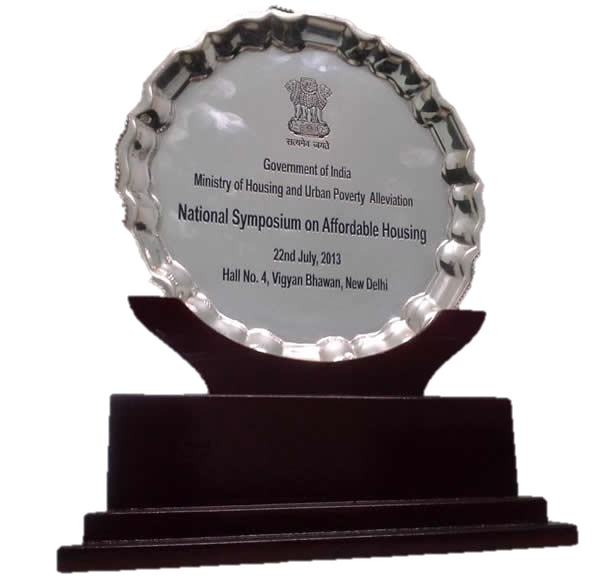 सत्यमेव जयते
Government of India
Ministry of Housing and Urban Poverty Alleviation
National Symposium on Affordable Housing
22nd July, 2013
Hall No. 4, Vigyan Bhawan, New Delhi